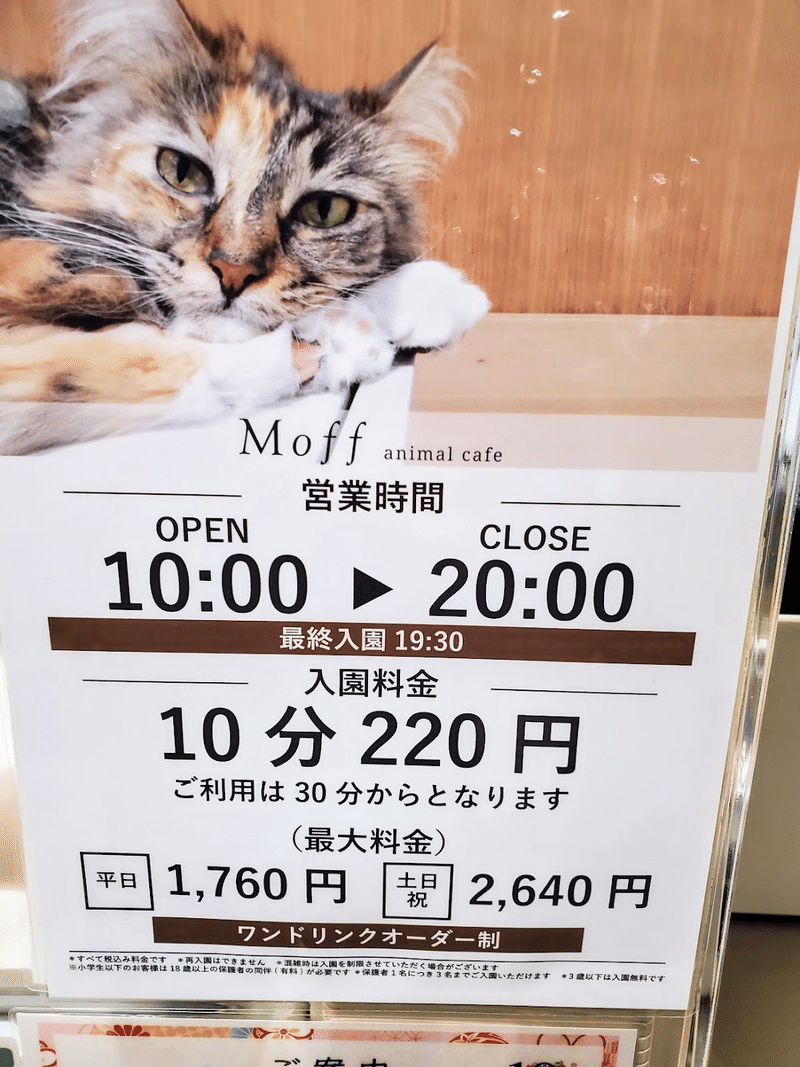 Moff animal cafe
営業時間
OPEN CLOSE
10:00 ▶ 20:00
最終入園 19:30
入園料金
10 分 220 円
ご利用は 30 分からとなります
（最大料金）
平日 1,760 円 土日祝 2,640 円
ワンドリンクオーダー制
＊すべて税込み料金です ＊再入園はできません ＊混雑時は入園を制限させていただく場合がございます
※小学生以下のお客様は 18 歳以上の保護者の同伴（有料）が必要です ＊保護者 1 名につき 3 名までご入園いただけます ＊3 歳以下は入園無料です
ご案内